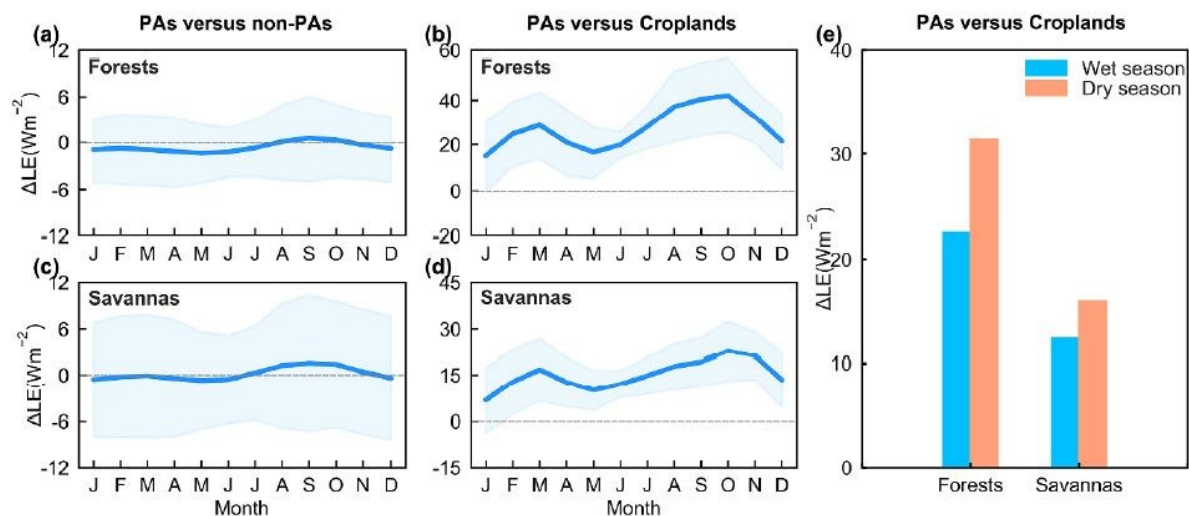 (a) PAs versus non-PAs
12
6
0
-6
-12
ΔLE(Wm⁻²)
Forests
J F M A M J J A S O N D
(b) PAs versus Croplands
60
40
20
0
-20
Forests
J F M A M J J A S O N D
(c)
12
6
0
-6
-12
ΔLE(Wm⁻²)
Savannas
J F M A M J J A S O N D
Month
(d)
45
30
15
0
-15
Savannas
J F M A M J J A S O N D
Month
PAs versus Croplands (e)
40
30
20
10
0
ΔLE(Wm⁻²)
Wet season
Dry season
Forests Savannas